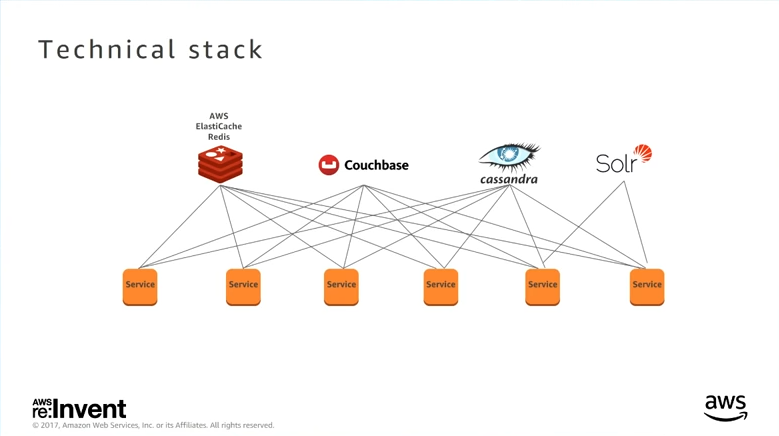 Technical stack
AWS
ElastiCache
Redis
Couchbase
cassandra
Solr
Service
Service
Service
Service
Service
Service
AWS
re:Invent
© 2017, Amazon Web Services, Inc. or its Affiliates. All rights reserved.
aws